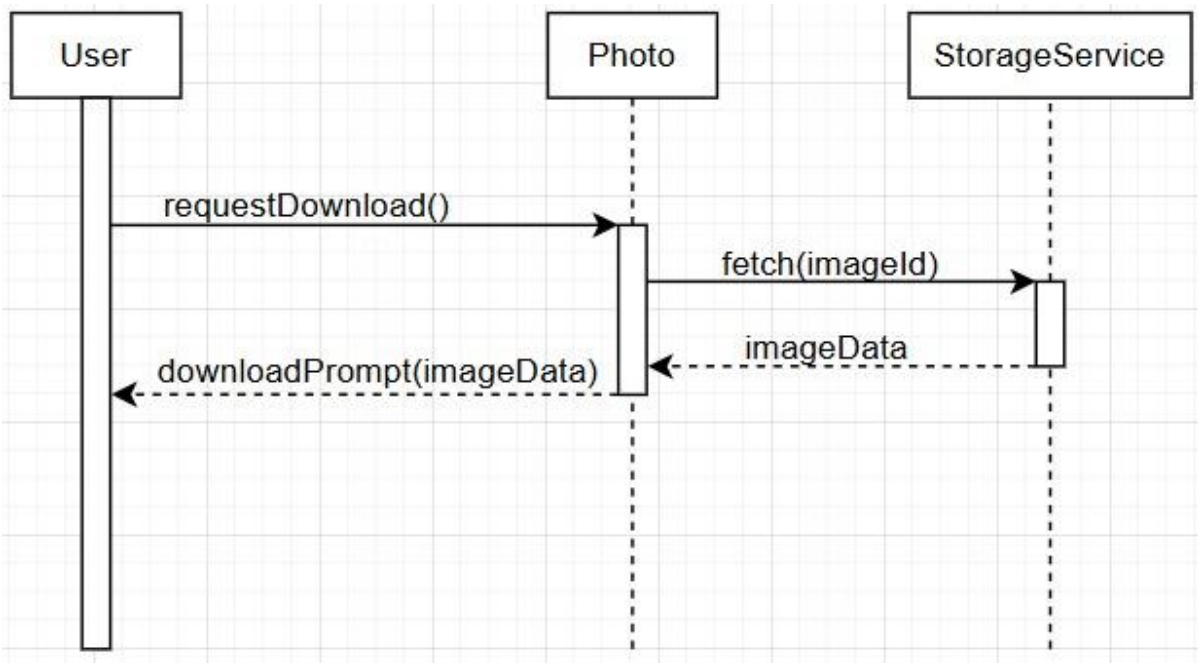 User
Photo
StorageService
requestDownload()
fetch(imageId)
imageData
downloadPrompt(imageData)